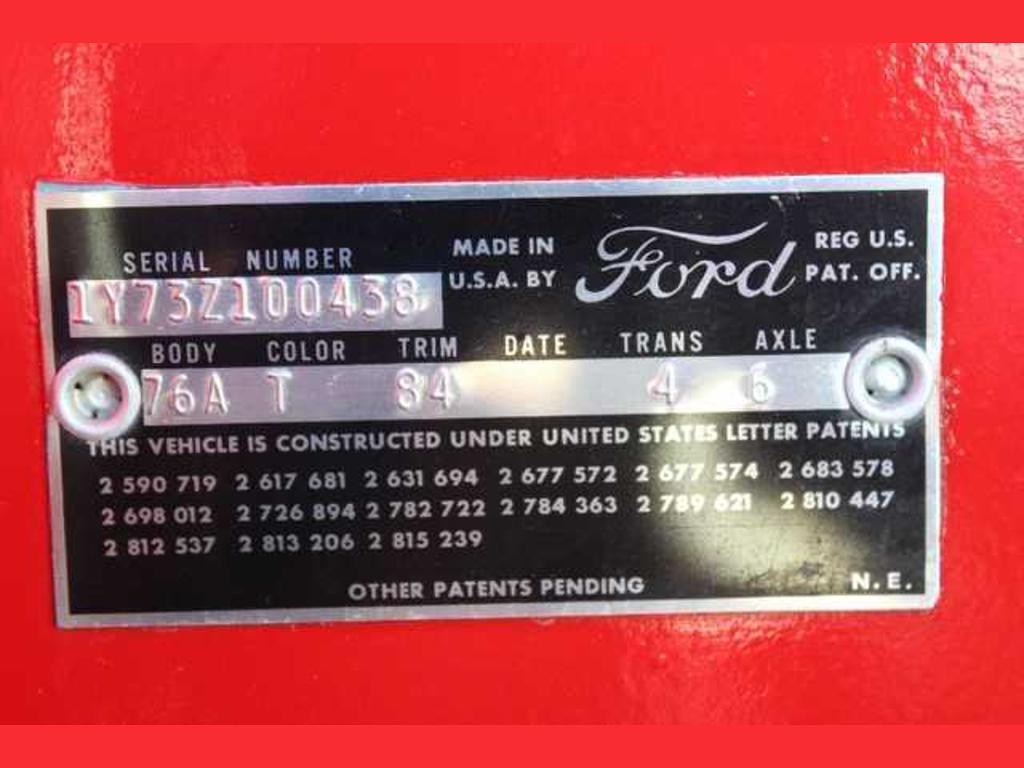 SERIAL NUMBER
1Y73Z100438
MADE IN
U.S.A. BY
Ford
REG U.S.
PAT. OFF.
BODY COLOR TRIM DATE TRANS AXLE
76A T 84 4 6
THIS VEHICLE IS CONSTRUCTED UNDER UNITED STATES LETTER PATENTS
2 590 719 2 617 681 2 631 694 2 677 572 2 677 574 2 683 578
2 698 012 2 726 894 2 782 722 2 784 363 2 789 621 2 810 447
2 812 537 2 813 206 2 815 239
OTHER PATENTS PENDING
N.E.